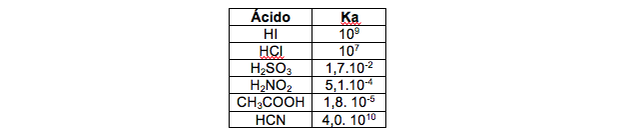 Ácido Ka
HI 10⁹
HCl 10⁷
H₂SO₃ 1,7.10⁻²
H₂NO₂ 5,1.10⁻⁴
CH₃COOH 1,8. 10⁻⁵
HCN 4,0. 10¹⁰